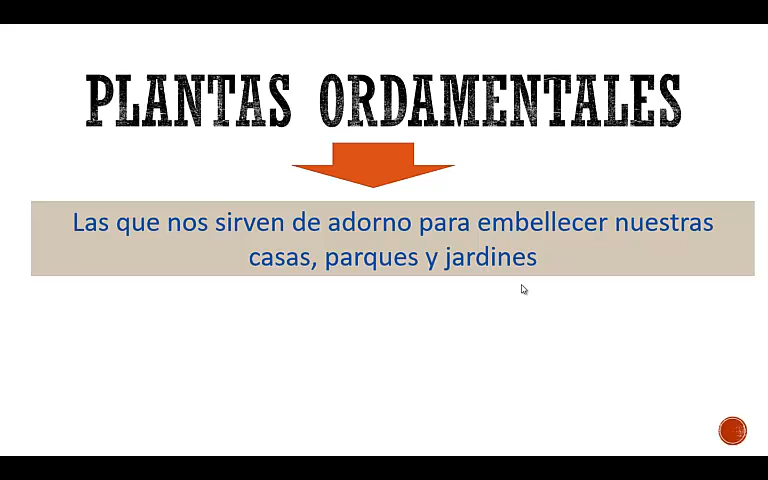 PLANTAS ORDAMENTALES
Las que nos sirven de adorno para embellecer nuestras
casas, parques y jardines